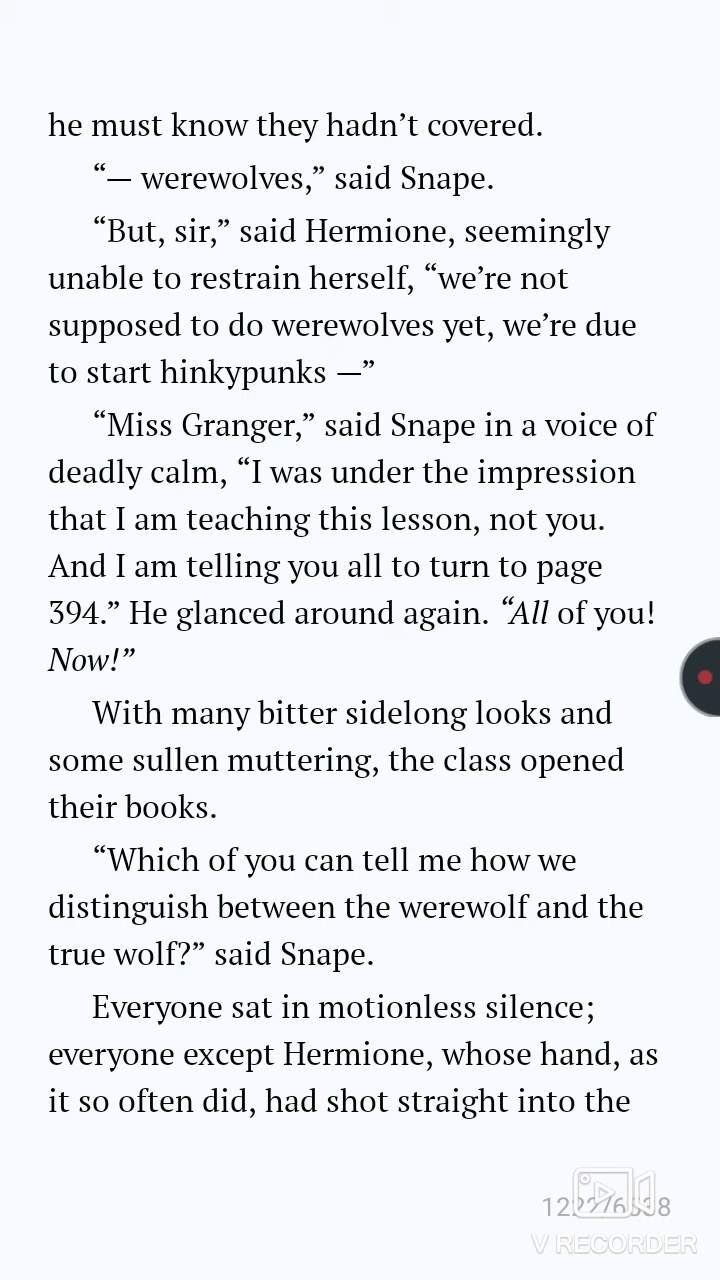 he must know they hadn’t covered.
“— werewolves,” said Snape.
“But, sir,” said Hermione, seemingly
unable to restrain herself, “we’re not
supposed to do werewolves yet, we’re due
to start hinkypunks —”
“Miss Granger,” said Snape in a voice of
deadly calm, “I was under the impression
that I am teaching this lesson, not you.
And I am telling you all to turn to page
394.” He glanced around again. “All of you!
Now!”
With many bitter sidelong looks and
some sullen muttering, the class opened
their books.
“Which of you can tell me how we
distinguish between the werewolf and the
true wolf?” said Snape.
Everyone sat in motionless silence;
everyone except Hermione, whose hand, as
it so often did, had shot straight into the
V RECORDER